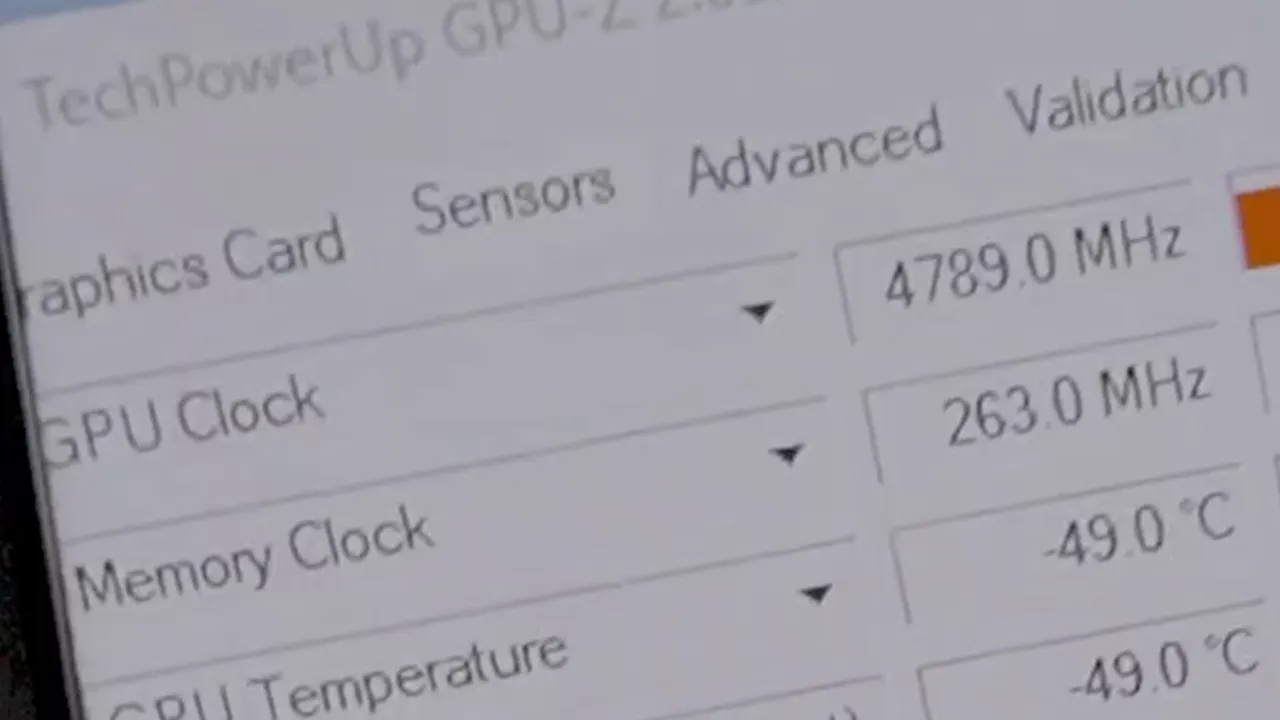 TechPowerUp GPU-Z
raphics Card Sensors Advanced Validation
GPU Clock 4789.0 MHz
Memory Clock 263.0 MHz
GPU Temperature -49.0 °C
-49.0 °C